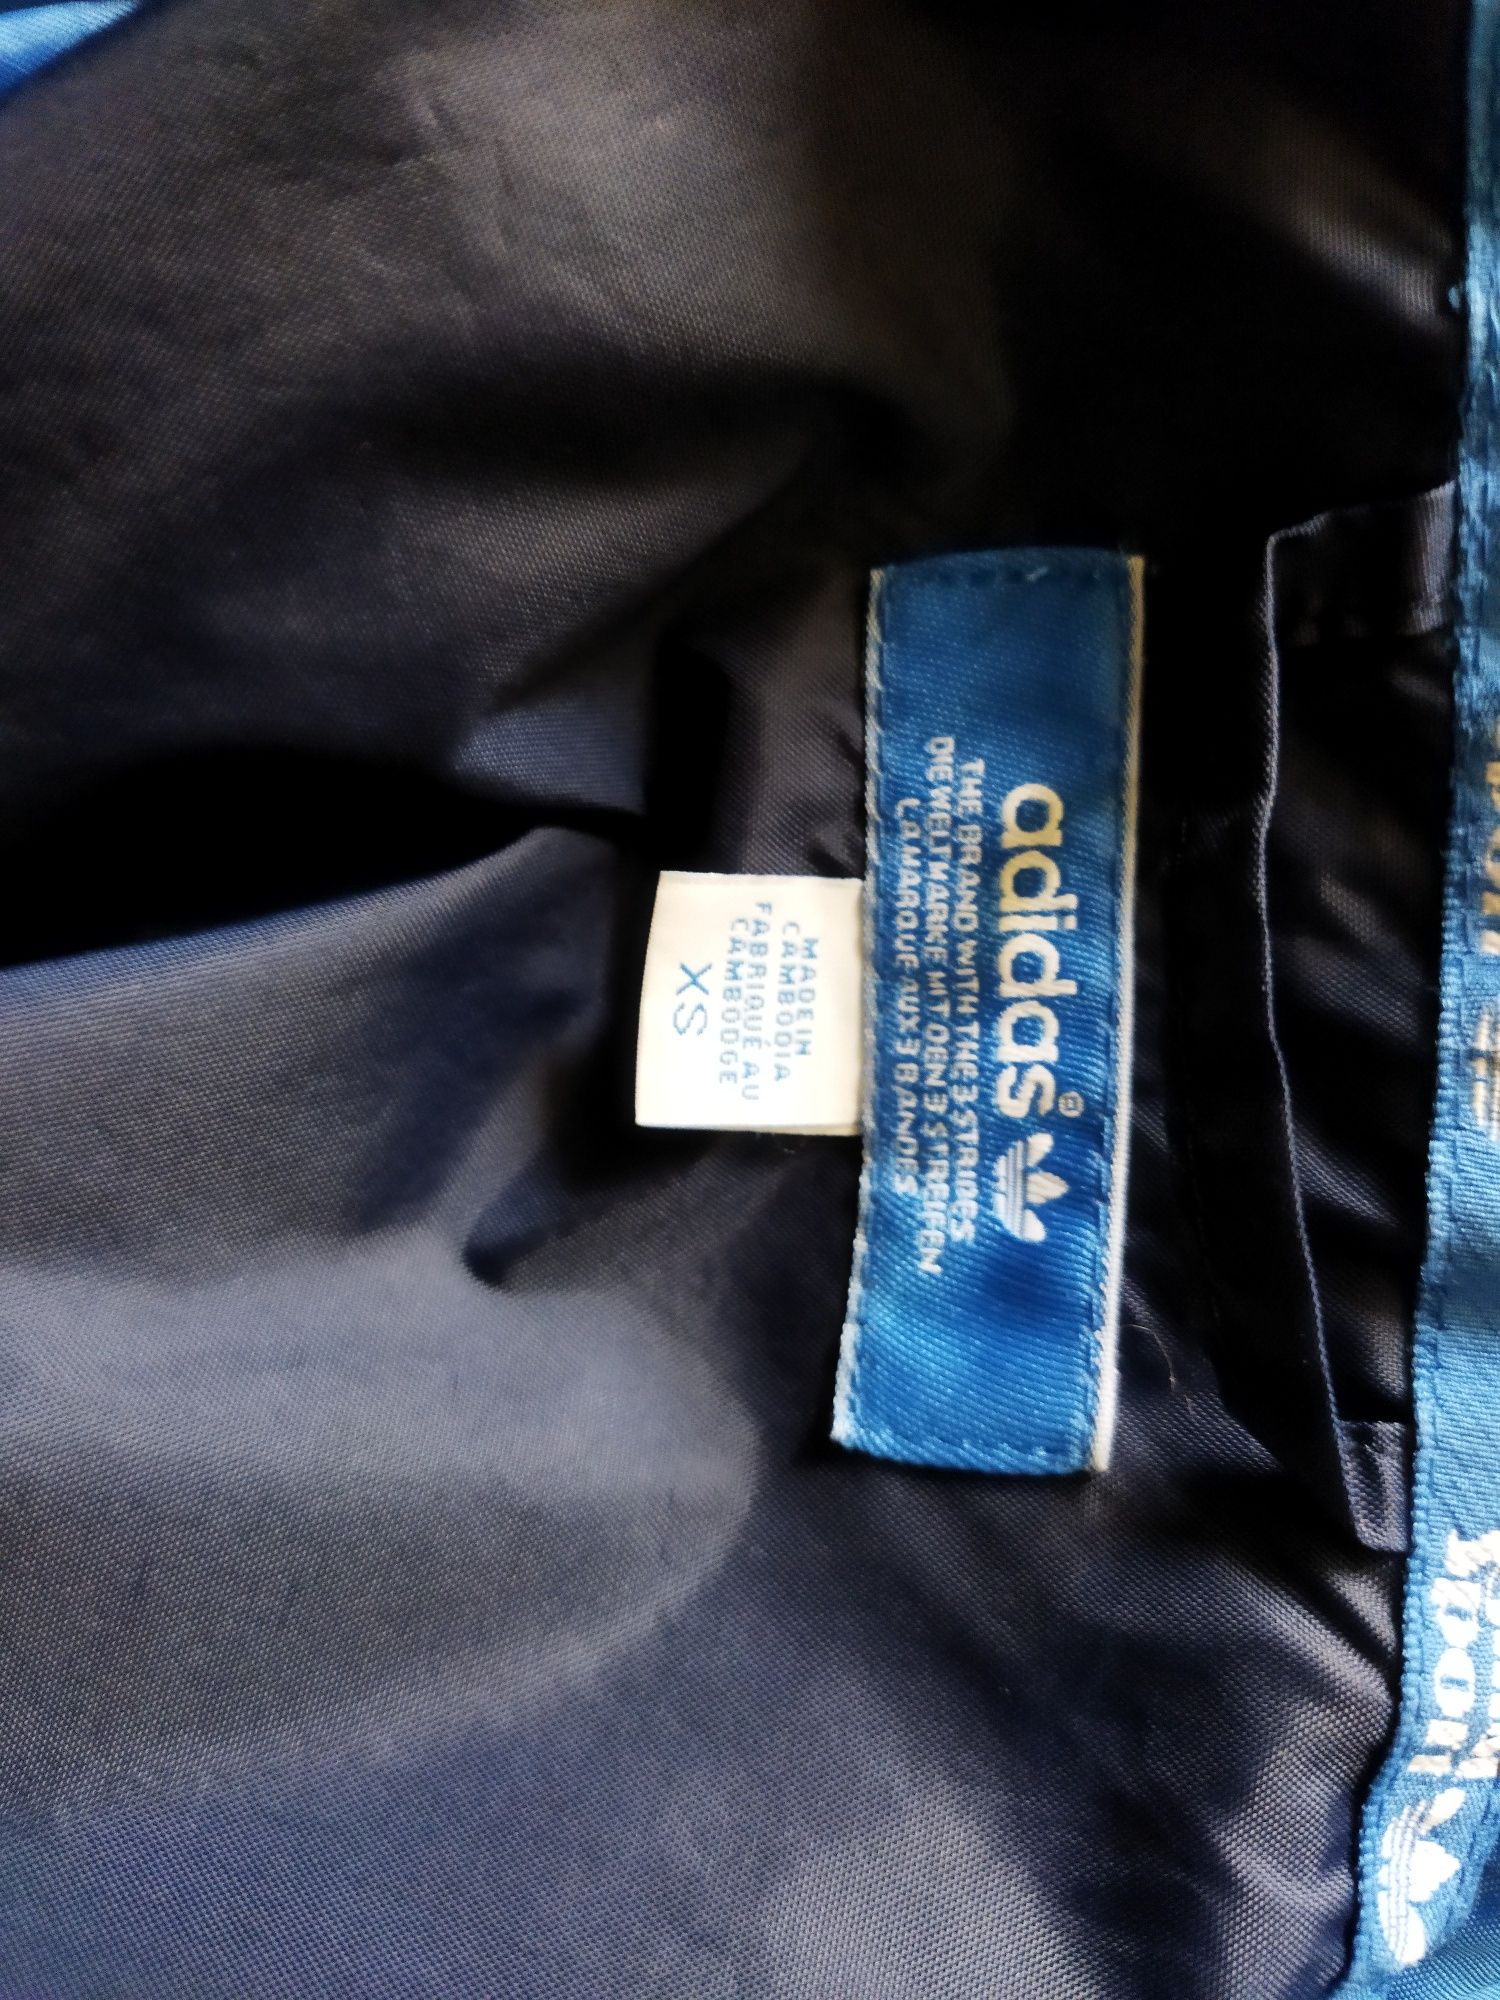 adidas®
THE BRAND WITH THE 3 STRIPES
DIE WELTMARKE MIT DEN 3 STREIFEN
LA MARQUE AUX 3 BANDES
MADE IN
CAMBODIA
FABRIQUÉ AU
CAMBODGE
XS